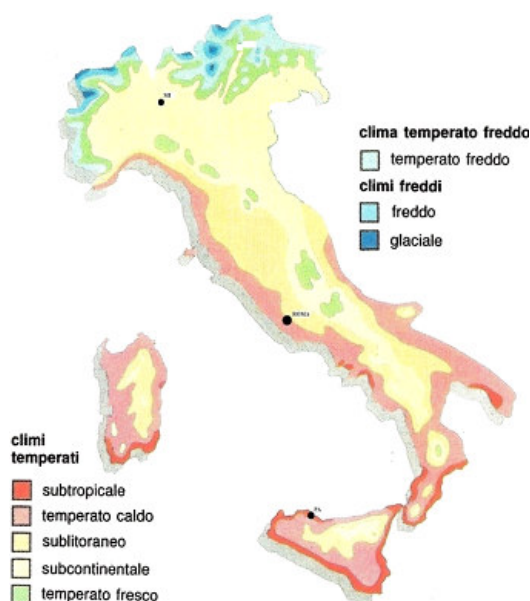 clima temperato freddo
temperato freddo
climi freddi
freddo
glaciale
climi
temperati
subtropicale
temperato caldo
sublitoraneo
subcontinentale
temperato fresco